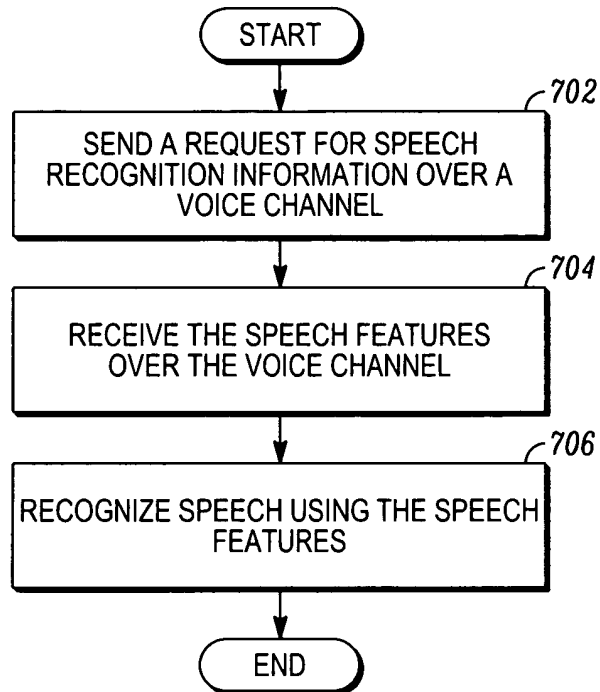 START
702
SEND A REQUEST FOR SPEECH
RECOGNITION INFORMATION OVER A
VOICE CHANNEL
704
RECEIVE THE SPEECH FEATURES
OVER THE VOICE CHANNEL
706
RECOGNIZE SPEECH USING THE SPEECH
FEATURES
END